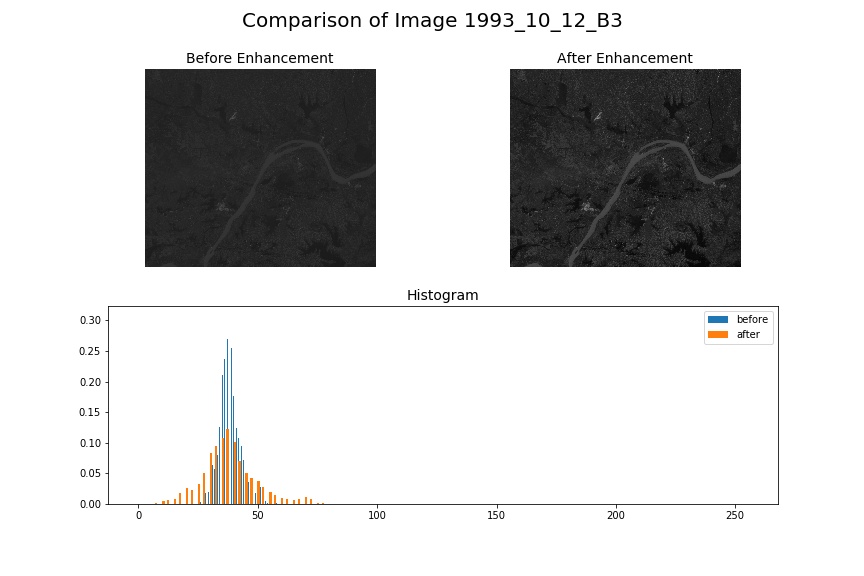 Comparison of Image 1993_10_12_B3
Before Enhancement
After Enhancement
Histogram
before
after
0.30
0.25
0.20
0.15
0.10
0.05
0.00
0
50
100
150
200
250